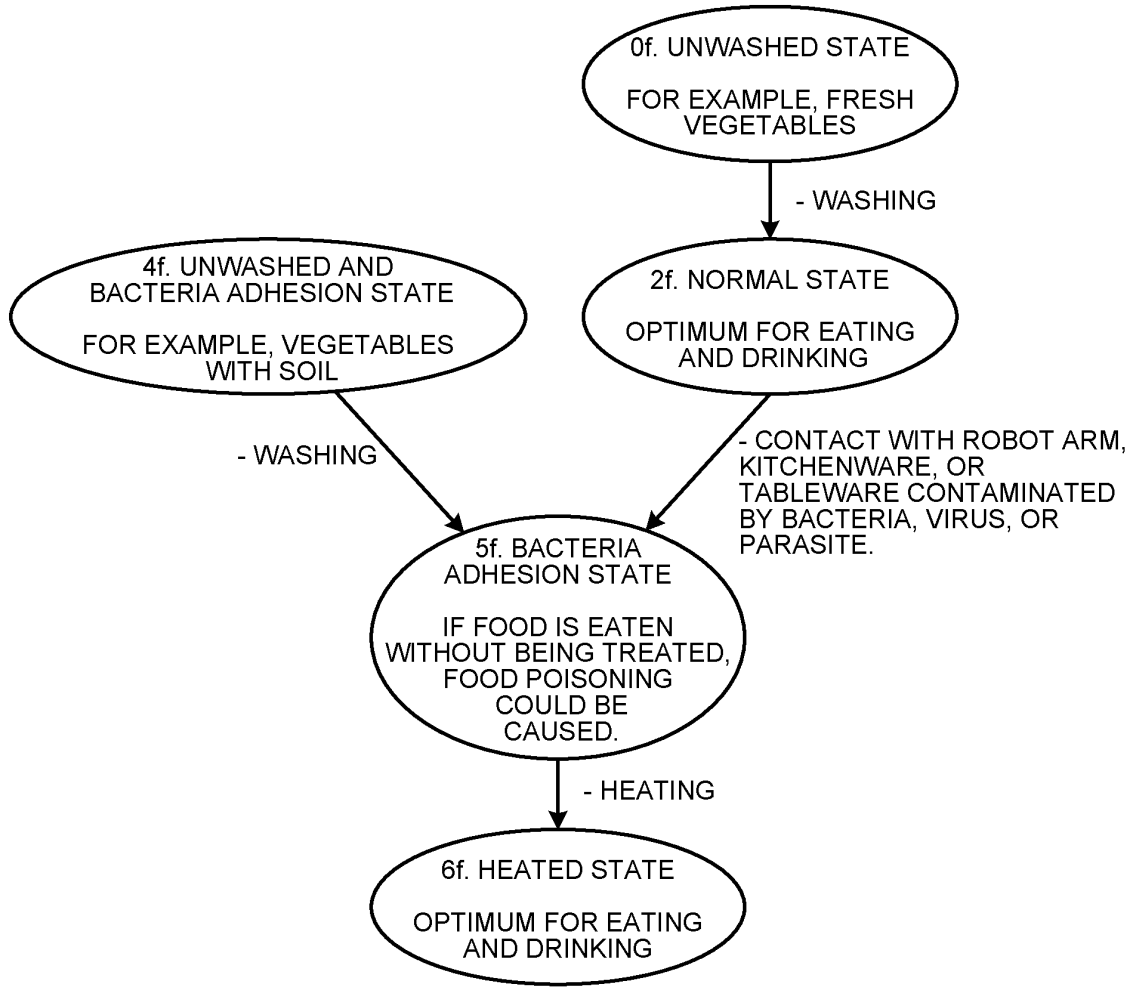 0f. UNWASHED STATE
FOR EXAMPLE, FRESH
VEGETABLES
- WASHING
4f. UNWASHED AND
BACTERIA ADHESION STATE
FOR EXAMPLE, VEGETABLES
WITH SOIL
2f. NORMAL STATE
OPTIMUM FOR EATING
AND DRINKING
- WASHING
- CONTACT WITH ROBOT ARM,
KITCHENWARE, OR
TABLEWARE CONTAMINATED
BY BACTERIA, VIRUS, OR
PARASITE.
5f. BACTERIA
ADHESION STATE
IF FOOD IS EATEN
WITHOUT BEING TREATED,
FOOD POISONING
COULD BE
CAUSED.
- HEATING
6f. HEATED STATE
OPTIMUM FOR EATING
AND DRINKING